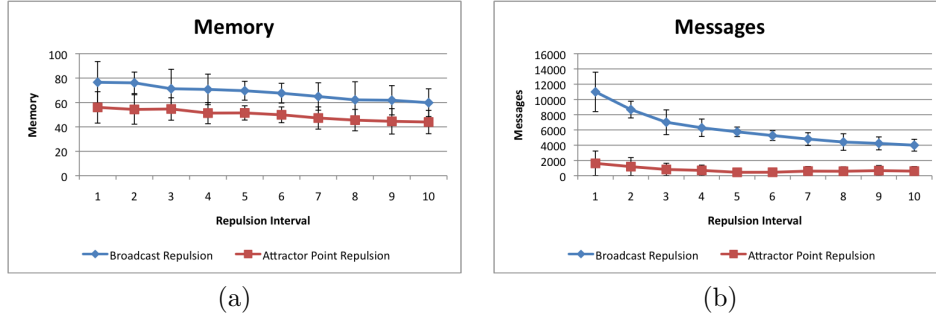 Memory
100
80
60
40
20
0
Memory
1 2 3 4 5 6 7 8 9 10
Repulsion Interval
Broadcast Repulsion Attractor Point Repulsion
(a)
Messages
16000
14000
12000
10000
8000
6000
4000
2000
0
Messages
1 2 3 4 5 6 7 8 9 10
Repulsion Interval
Broadcast Repulsion Attractor Point Repulsion
(b)